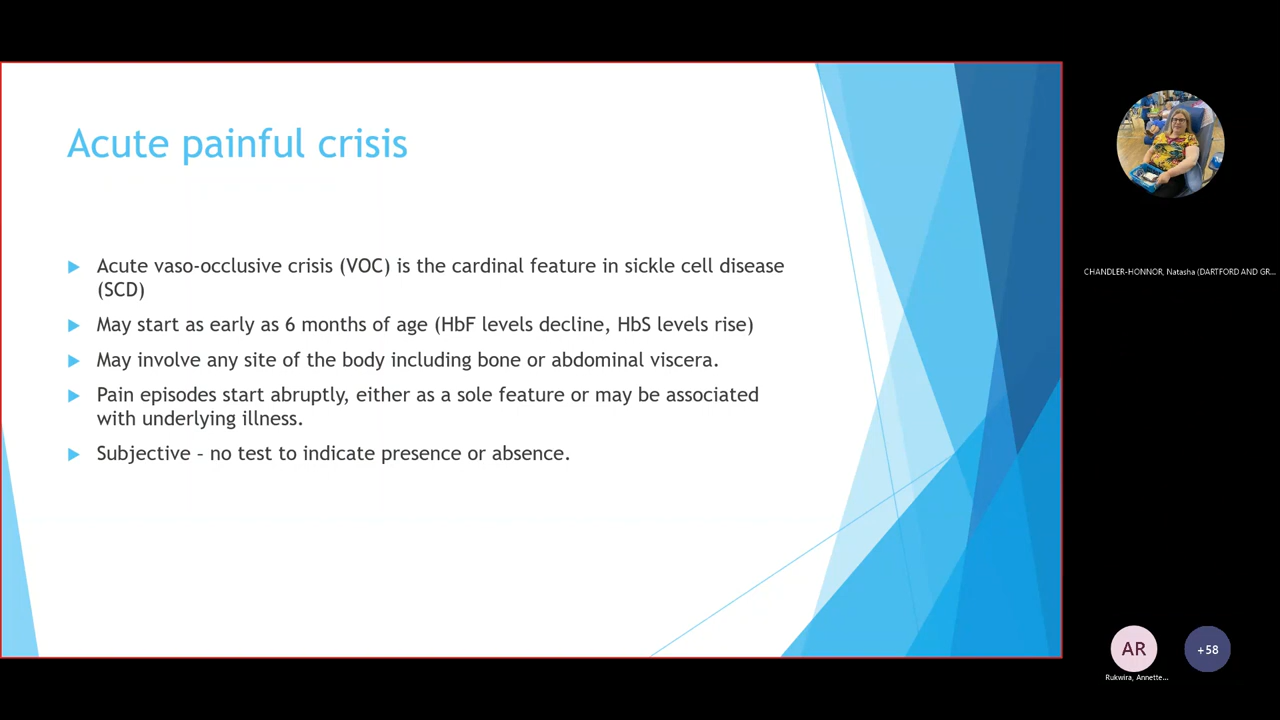 Acute painful crisis
Acute vaso-occlusive crisis (VOC) is the cardinal feature in sickle cell disease
(SCD)
May start as early as 6 months of age (HbF levels decline, HbS levels rise)
May involve any site of the body including bone or abdominal viscera.
Pain episodes start abruptly, either as a sole feature or may be associated
with underlying illness.
Subjective – no test to indicate presence or absence.
CHANDLER-HONNOR, Natasha (DARTFORD AND GR...
AR
+58
Rukwira, Annette...